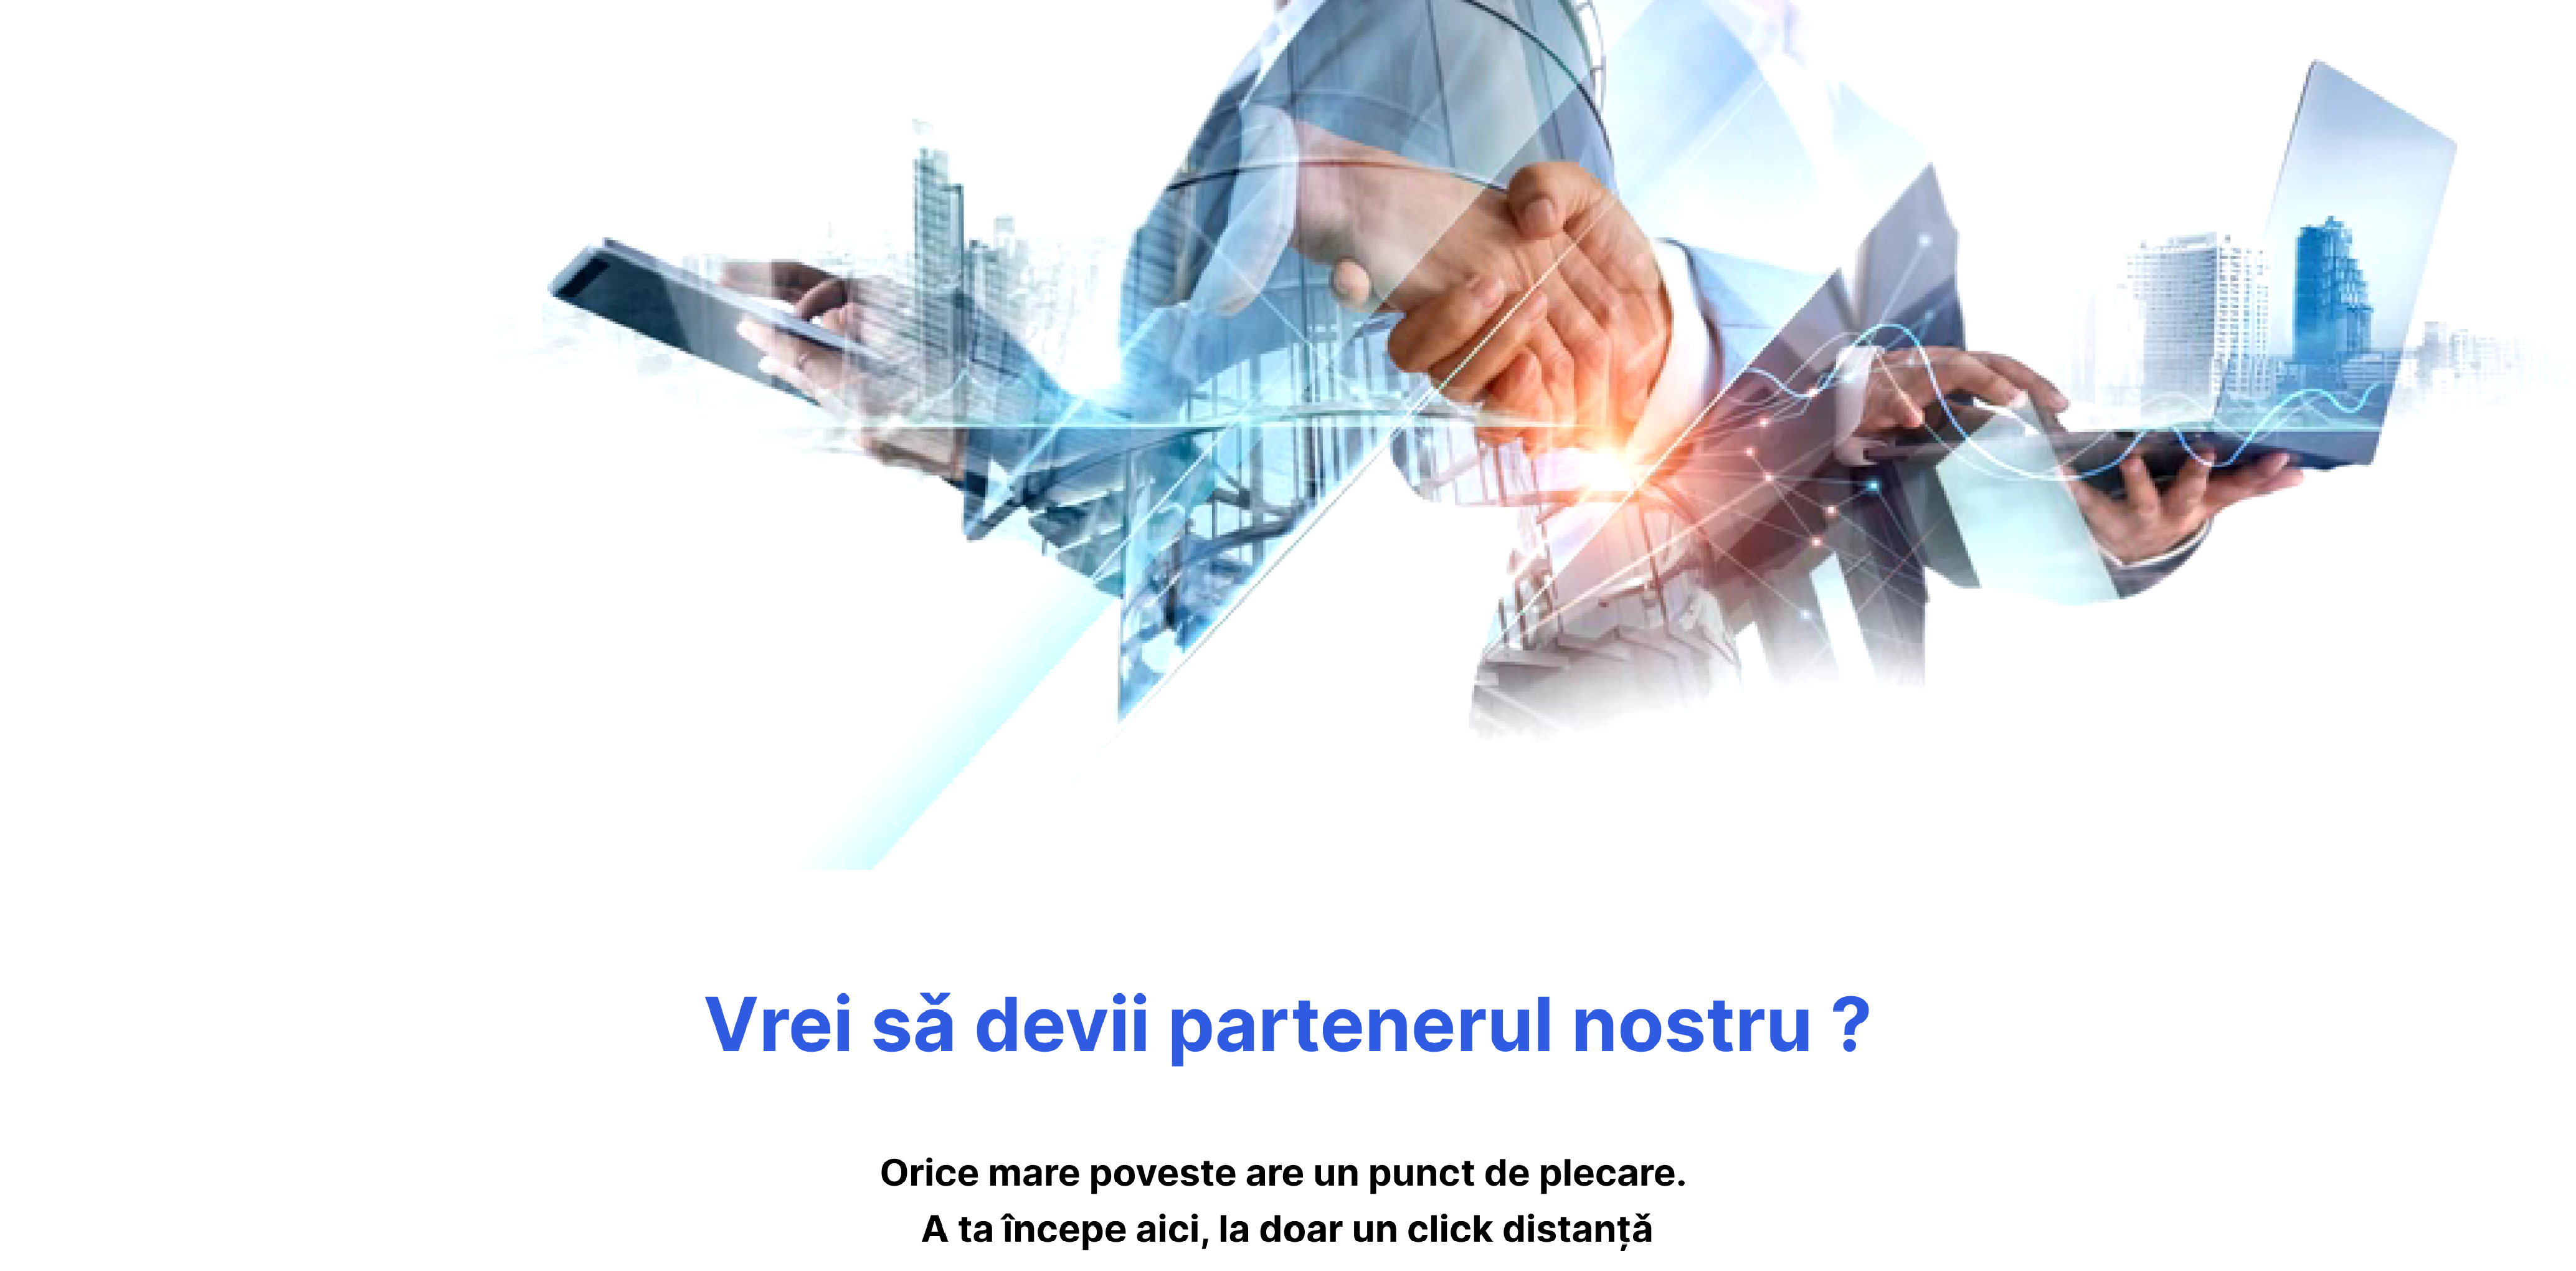 Vrei să devii partenerul nostru ?
Orice mare poveste are un punct de plecare.
A ta începe aici, la doar un click distanță